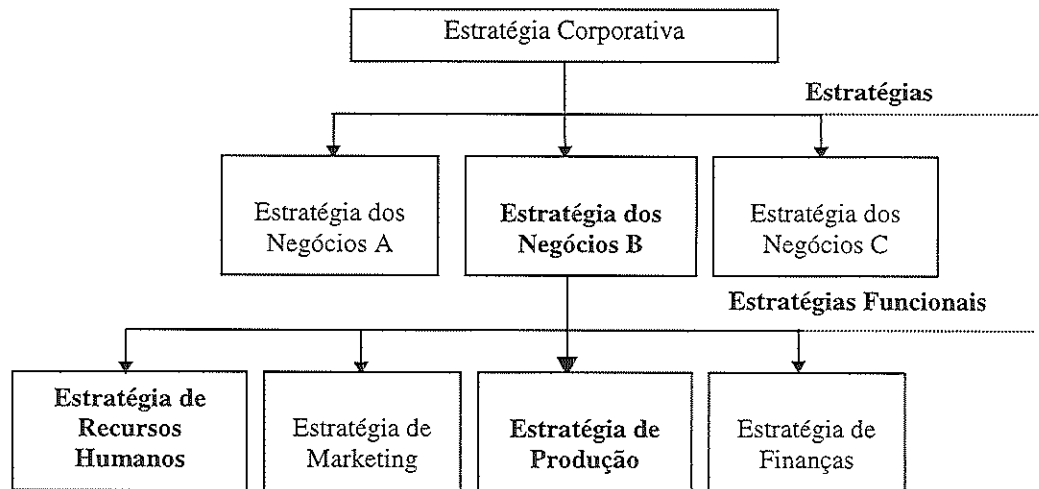 Estratégia Corporativa
Estratégias
Estratégia dos
Negócios A
Estratégia dos
Negócios B
Estratégia dos
Negócios C
Estratégias Funcionais
Estratégia de
Recursos
Humanos
Estratégia de
Marketing
Estratégia de
Produção
Estratégia de
Finanças